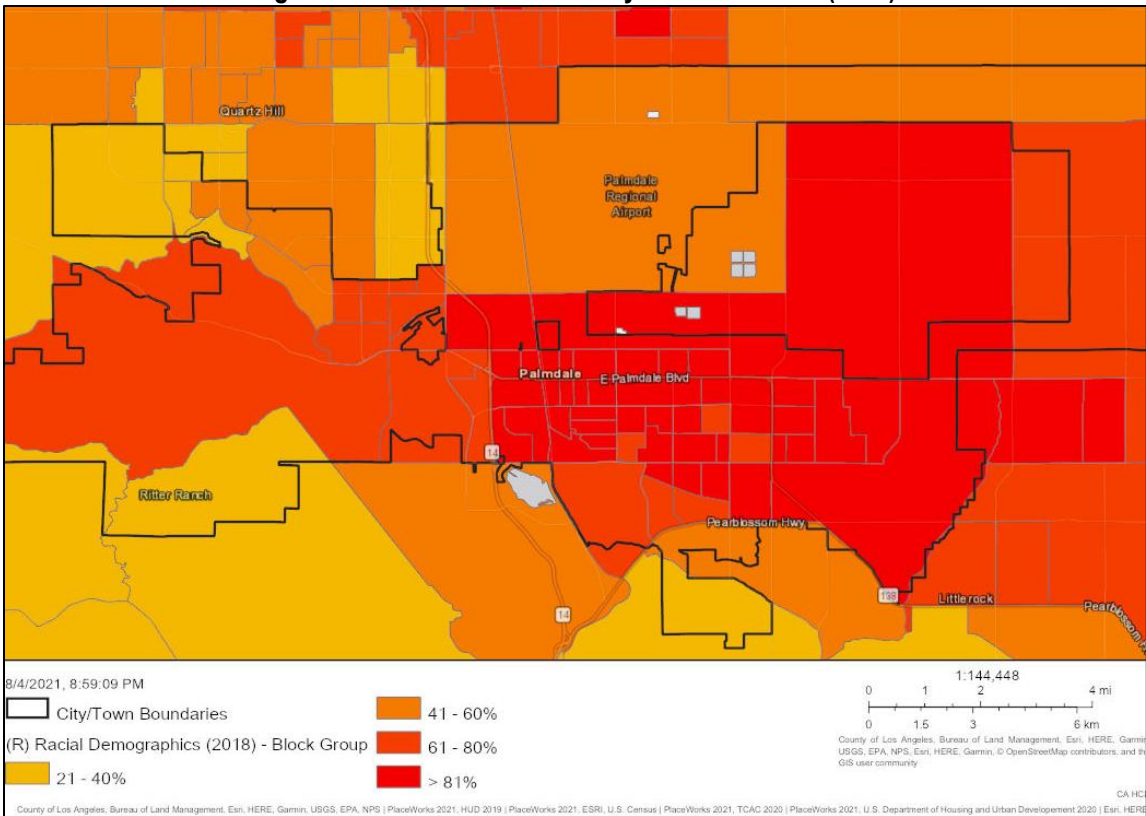 Quartz Hill
Palmdale
Regional
Airport
Palmdale
E Palmdale Blvd
14
Ritter Ranch
Pearblossom Hwy
14
138
Littlerock
8/4/2021, 8:59:09 PM
City/Town Boundaries
(R) Racial Demographics (2018) - Block Group
21 - 40%
41 - 60%
61 - 80%
> 81%
1:144,448
0 1 2 4 mi
0 1.5 3 6 km
County of Los Angeles, Bureau of Land Management, Esri, HERE, Garmin
USGS, EPA, NPS, Esri, HERE, Garmin, © OpenStreetMap contributors, and the
GIS user community
CA HCD
County of Los Angeles, Bureau of Land Management, Esri, HERE, Garmin, USGS, EPA, NPS | PlaceWorks 2021, HUD 2019 | PlaceWorks 2021, ESRI, U.S. Census | PlaceWorks 2021, TCAC 2020 | PlaceWorks 2021, U.S. Department of Housing and Urban Developement 2020 | Esri, HERE